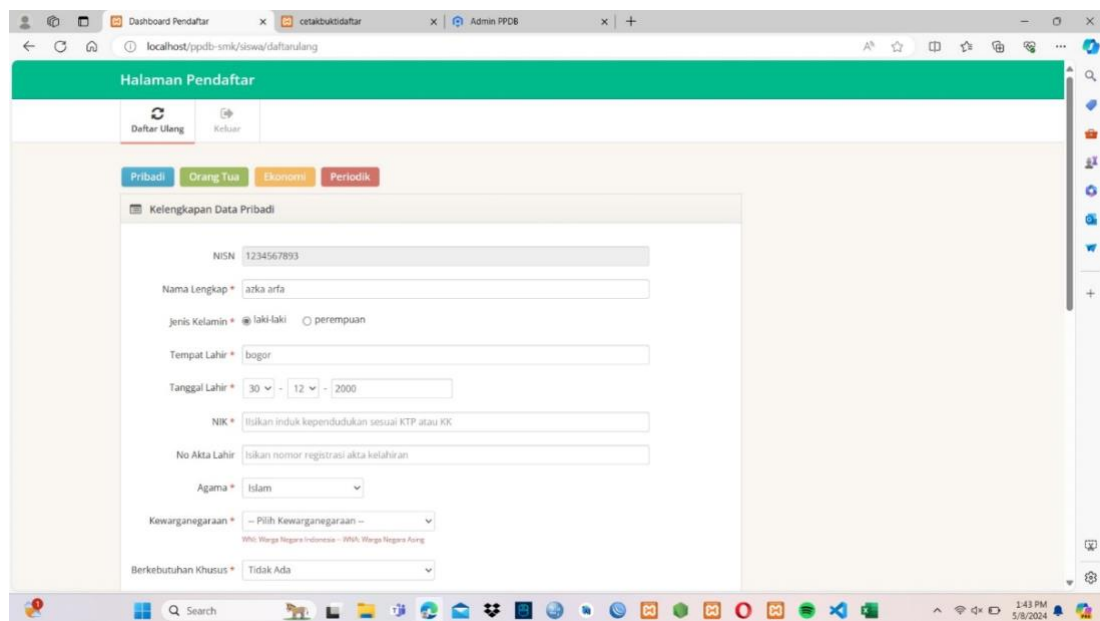 Dashboard Pendaftar
cetakbuktidaftar
Admin PPDB
localhost/ppdb-smk/siswa/daftarulang
Halaman Pendaftar
Daftar Ulang
Keluar
Pribadi
Orang Tua
Ekonomi
Periodik
Kelengkapan Data Pribadi
NISN 1234567893
Nama Lengkap * azka arfa
Jenis Kelamin * laki-laki perempuan
Tempat Lahir * bogor
Tanggal Lahir * 30 - 12 - 2000
NIK * Iisikan induk kependudukan sesuai KTP atau KK
No Akta Lahir Isikan nomor registrasi akta kelahiran
Agama * Islam
Kewarganegaraan * -- Pilih Kewarganegaraan --
WNI: Warga Negara Indonesia -- WNA: Warga Negara Asing
Berkebutuhan Khusus * Tidak Ada
Search
1:43 PM
5/8/2024